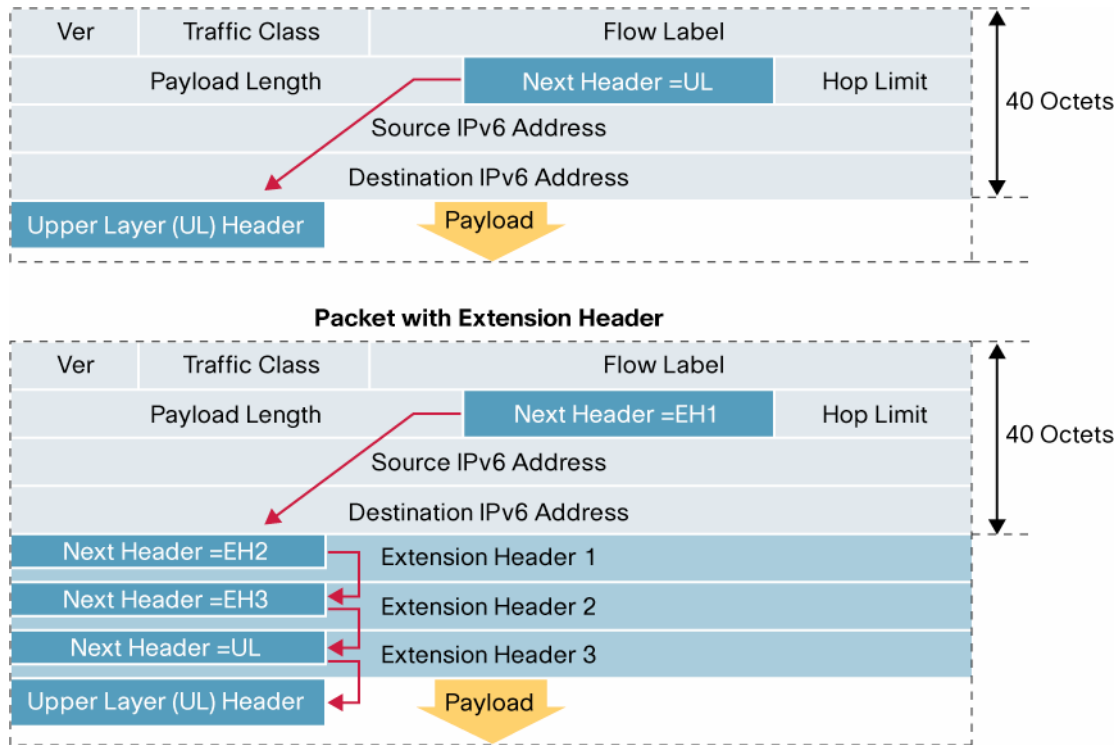 Ver Traffic Class Flow Label
Payload Length Next Header =UL Hop Limit
40 Octets
Source IPv6 Address
Destination IPv6 Address
Upper Layer (UL) Header Payload
Packet with Extension Header
Ver Traffic Class Flow Label
Payload Length Next Header =EH1 Hop Limit
40 Octets
Source IPv6 Address
Destination IPv6 Address
Next Header =EH2 Extension Header 1
Next Header =EH3 Extension Header 2
Next Header =UL Extension Header 3
Upper Layer (UL) Header Payload